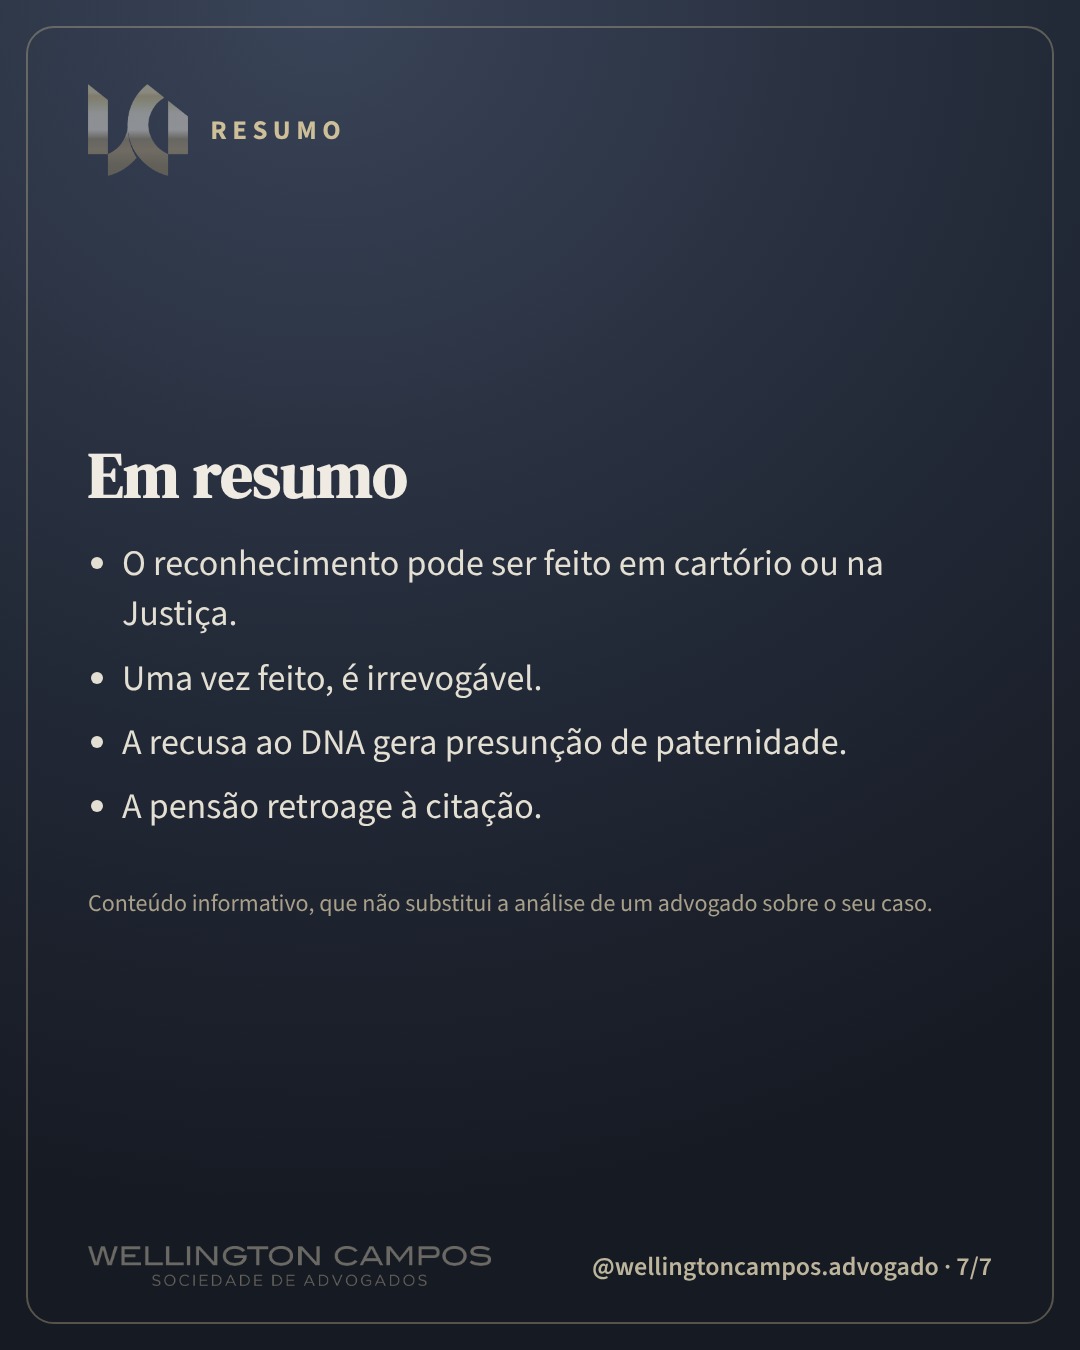 RESUMO
Em resumo
• O reconhecimento pode ser feito em cartório ou na
Justiça.
• Uma vez feito, é irrevogável.
• A recusa ao DNA gera presunção de paternidade.
• A pensão retroage à citação.
Conteúdo informativo, que não substitui a análise de um advogado sobre o seu caso.
WELLINGTON CAMPOS
SOCIEDADE DE ADVOGADOS
@wellingtoncampos.advogado · 7/7